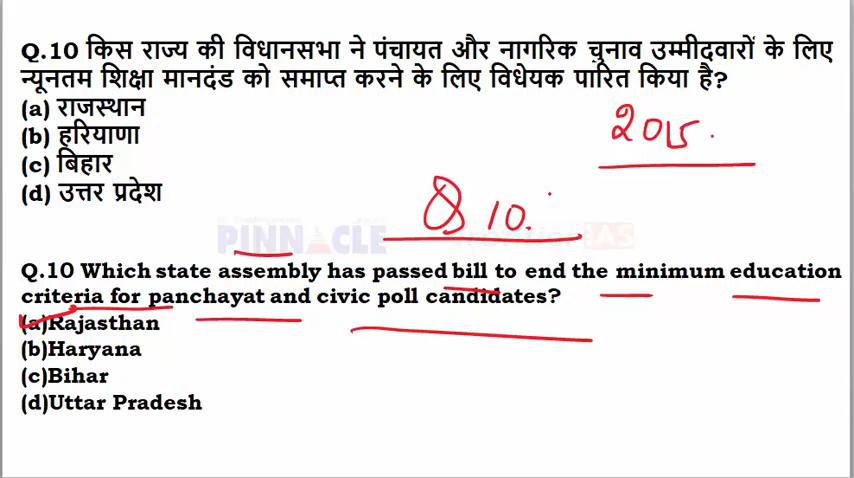 Q.10 किस राज्य की विधानसभा ने पंचायत और नागरिक चुनाव उम्मीदवारों के लिए
न्यूनतम शिक्षा मानदंड को समाप्त करने के लिए विधेयक पारित किया है?
(a) राजस्थान
(b) हरियाणा
(c) बिहार
(d) उत्तर प्रदेश
2015.
8 10.
PINNACLE
IAS
Q.10 Which state assembly has passed bill to end the minimum education
criteria for panchayat and civic poll candidates?
(a)Rajasthan
(b)Haryana
(c)Bihar
(d)Uttar Pradesh